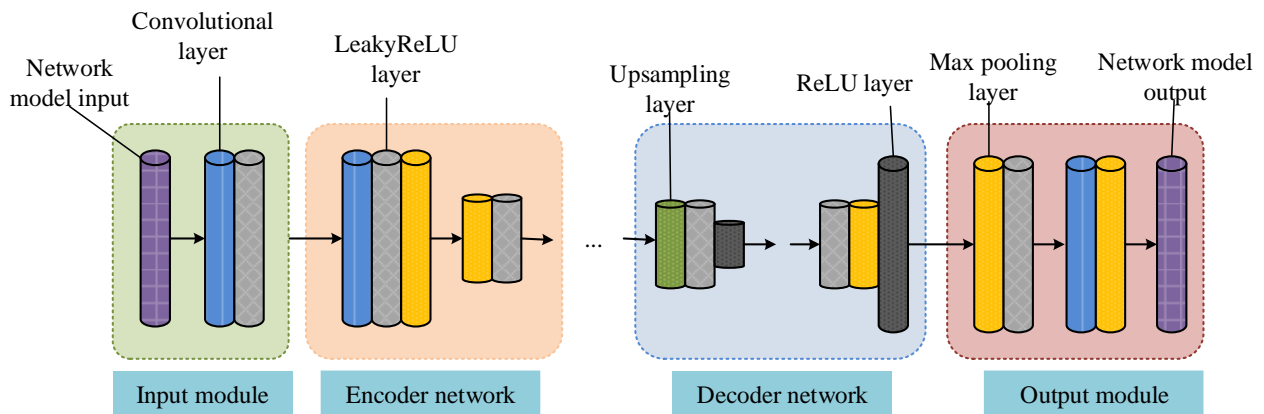 Convolutional
layer
Network
model input
LeakyReLU
layer
Upsampling
layer
ReLU layer
Max pooling
layer
Network model
output
...
Input module
Encoder network
Decoder network
Output module